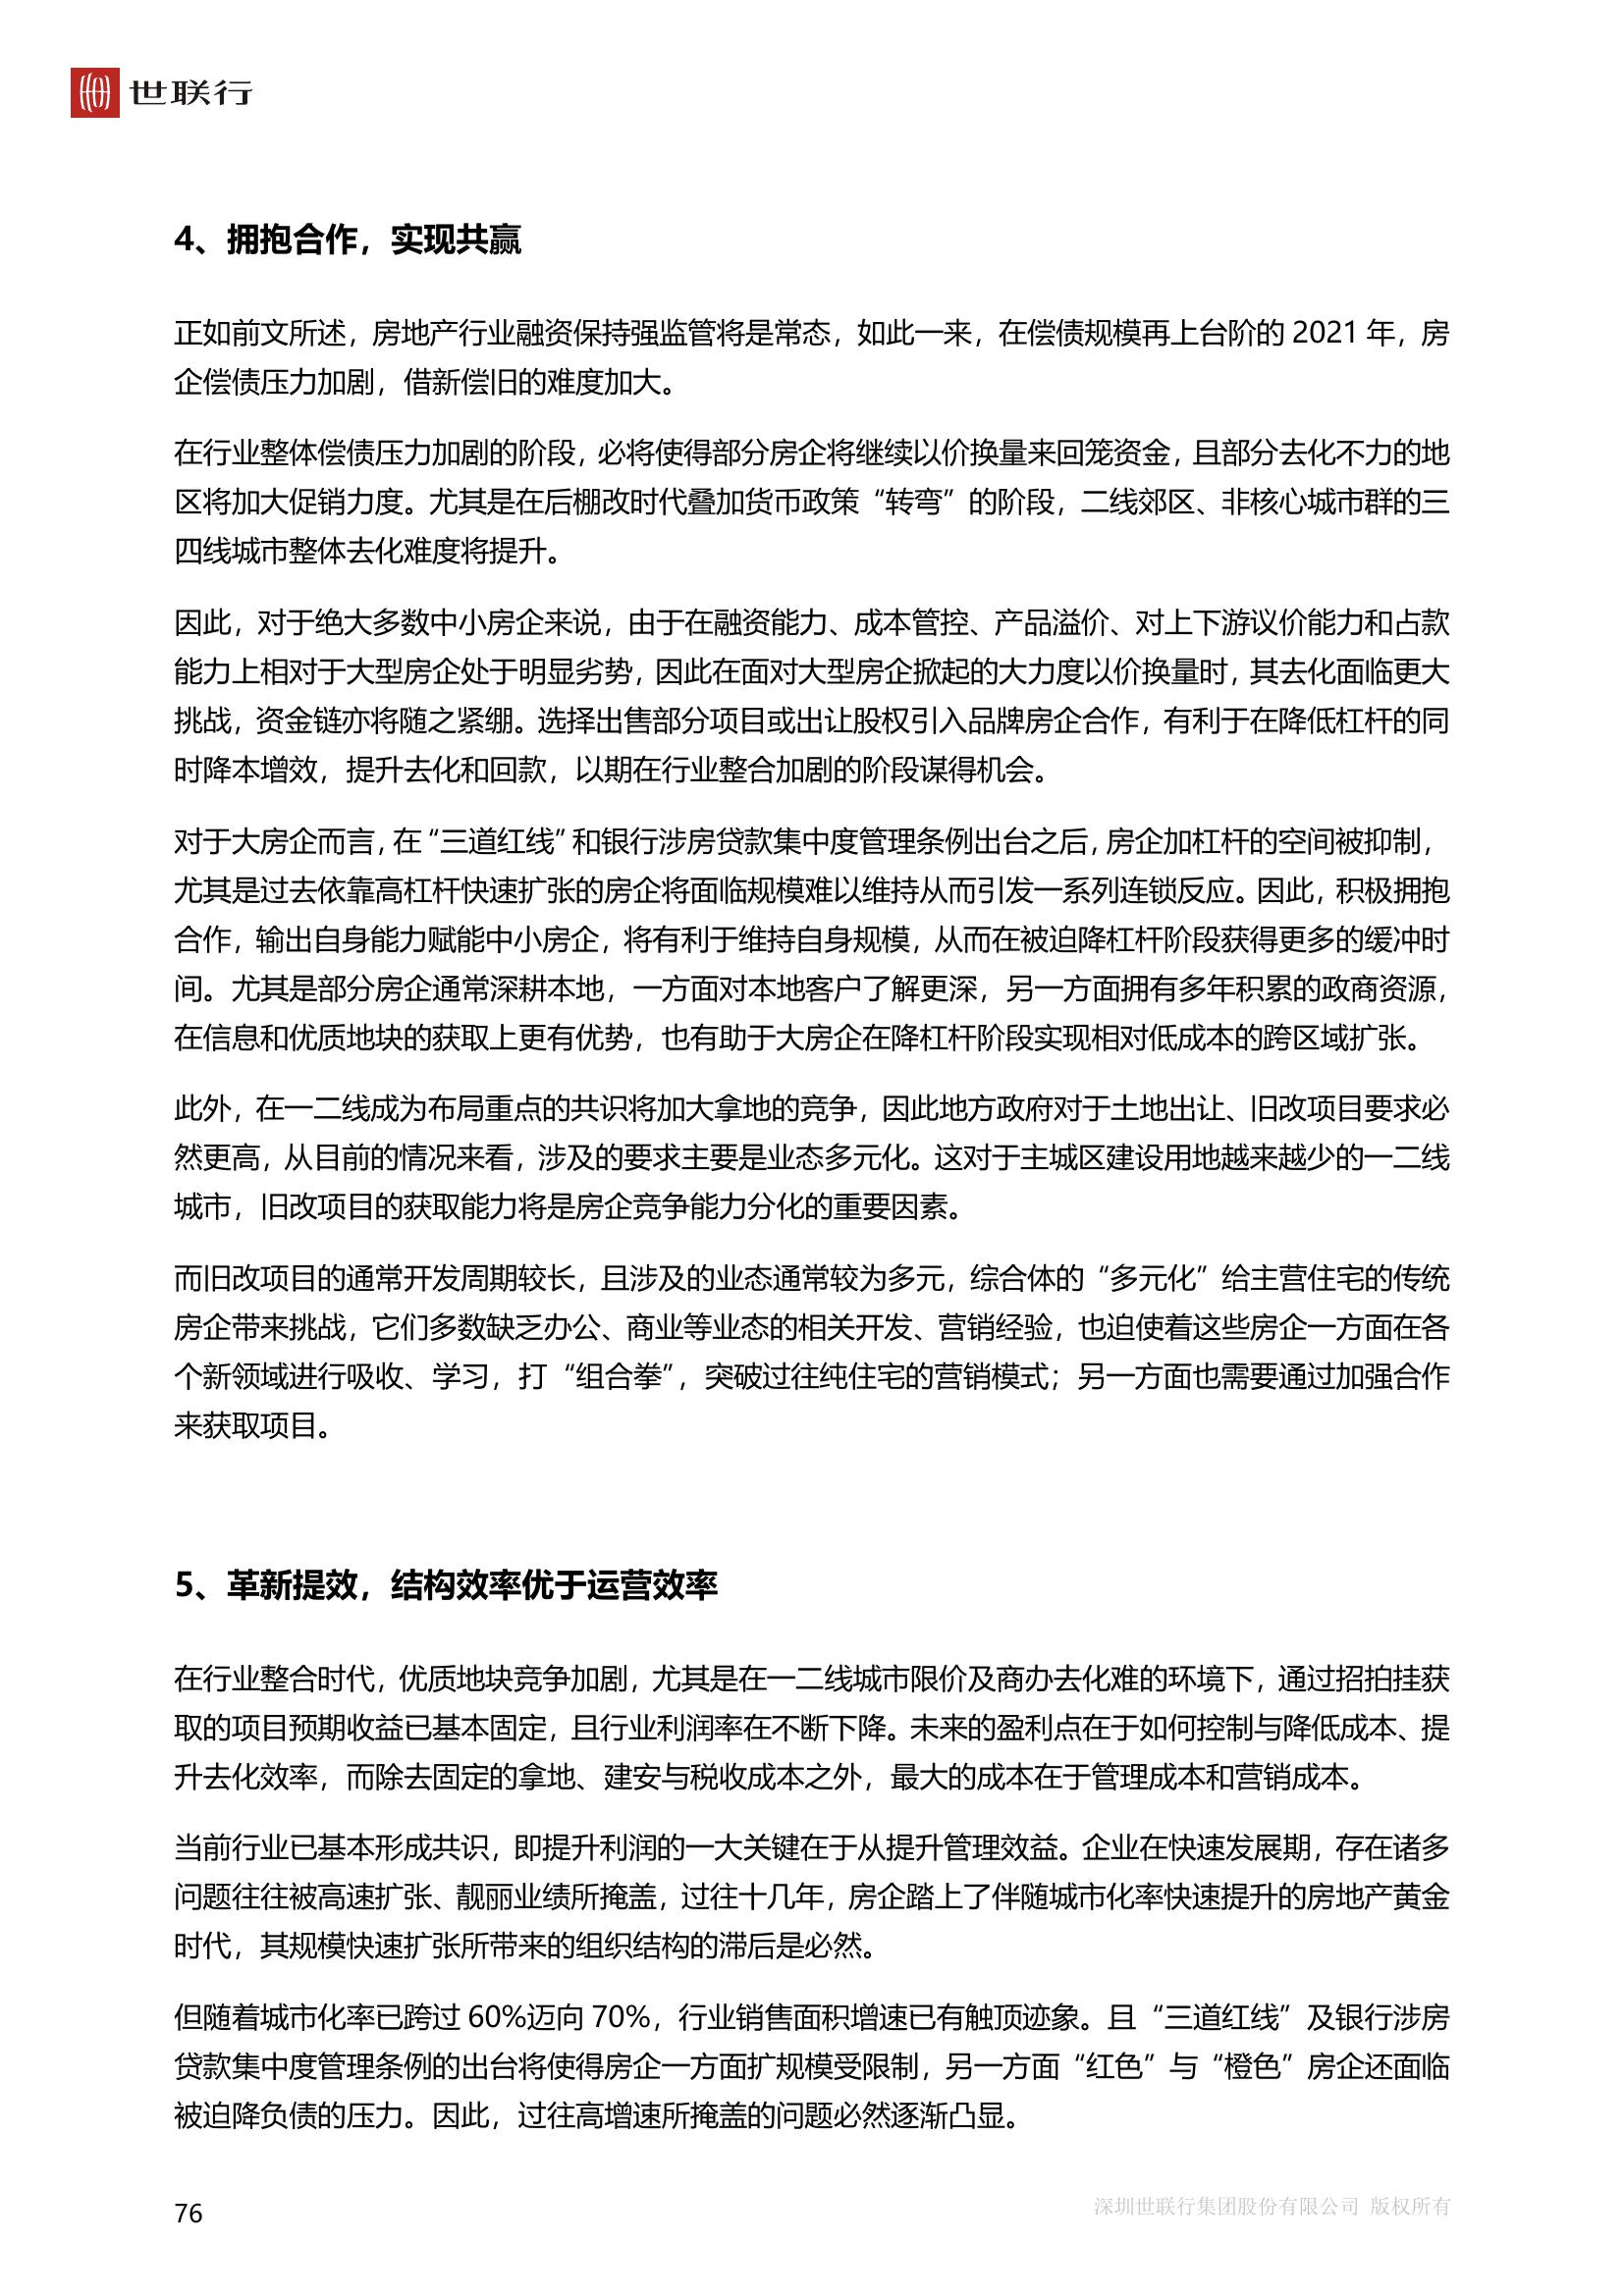 世联行
4、拥抱合作，实现共赢
正如前文所述，房地产行业融资保持强监管将是常态，如此一来，在偿债规模再上台阶的 2021 年，房
企偿债压力加剧，借新偿旧的难度加大。
在行业整体偿债压力加剧的阶段，必将使得部分房企将继续以价换量来回笼资金，且部分去化不力的地
区将加大促销力度。尤其是在后棚改时代叠加货币政策“转弯”的阶段，二线郊区、非核心城市群的三
四线城市整体去化难度将提升。
因此，对于绝大多数中小房企来说，由于在融资能力、成本管控、产品溢价、对上下游议价能力和占款
能力上相对于大型房企处于明显劣势，因此在面对大型房企掀起的大力度以价换量时，其去化面临更大
挑战，资金链亦将随之紧绷。选择出售部分项目或出让股权引入品牌房企合作，有利于在降低杠杆的同
时降本增效，提升去化和回款，以期在行业整合加剧的阶段谋得机会。
对于大房企而言，在“三道红线”和银行涉房贷款集中度管理条例出台之后，房企加杠杆的空间被抑制，
尤其是过去依靠高杠杆快速扩张的房企将面临规模难以维持从而引发一系列连锁反应。因此，积极拥抱
合作，输出自身能力赋能中小房企，将有利于维持自身规模，从而在被迫降杠杆阶段获得更多的缓冲时
间。尤其是部分房企通常深耕本地，一方面对本地客户了解更深，另一方面拥有多年积累的政商资源，
在信息和优质地块的获取上更有优势，也有助于大房企在降杠杆阶段实现相对低成本的跨区域扩张。
此外，在一二线成为布局重点的共识将加大拿地的竞争，因此地方政府对于土地出让、旧改项目要求必
然更高，从目前的情况来看，涉及的要求主要是业态多元化。这对于主城区建设用地越来越少的一二线
城市，旧改项目的获取能力将是房企竞争能力分化的重要因素。
而旧改项目的通常开发周期较长，且涉及的业态通常较为多元，综合体的“多元化”给主营住宅的传统
房企带来挑战，它们多数缺乏办公、商业等业态的相关开发、营销经验，也迫使着这些房企一方面在各
个新领域进行吸收、学习，打“组合拳”，突破过往纯住宅的营销模式；另一方面也需要通过加强合作
来获取项目。
5、革新提效，结构效率优于运营效率
在行业整合时代，优质地块竞争加剧，尤其是在一二线城市限价及商办去化难的环境下，通过招拍挂获
取的项目预期收益已基本固定，且行业利润率在不断下降。未来的盈利点在于如何控制与降低成本、提
升去化效率，而除去固定的拿地、建安与税收成本之外，最大的成本在于管理成本和营销成本。
当前行业已基本形成共识，即提升利润的一大关键在于从提升管理效益。企业在快速发展期，存在诸多
问题往往被高速扩张、靓丽业绩所掩盖，过往十几年，房企踏上了伴随城市化率快速提升的房地产黄金
时代，其规模快速扩张所带来的组织结构的滞后是必然。
但随着城市化率已跨过 60%迈向 70%，行业销售面积增速已有触顶迹象。且“三道红线”及银行涉房
贷款集中度管理条例的出台将使得房企一方面扩规模受限制，另一方面“红色”与“橙色”房企还面临
被迫降负债的压力。因此，过往高增速所掩盖的问题必然逐渐凸显。
76
深圳世联行集团股份有限公司 版权所有